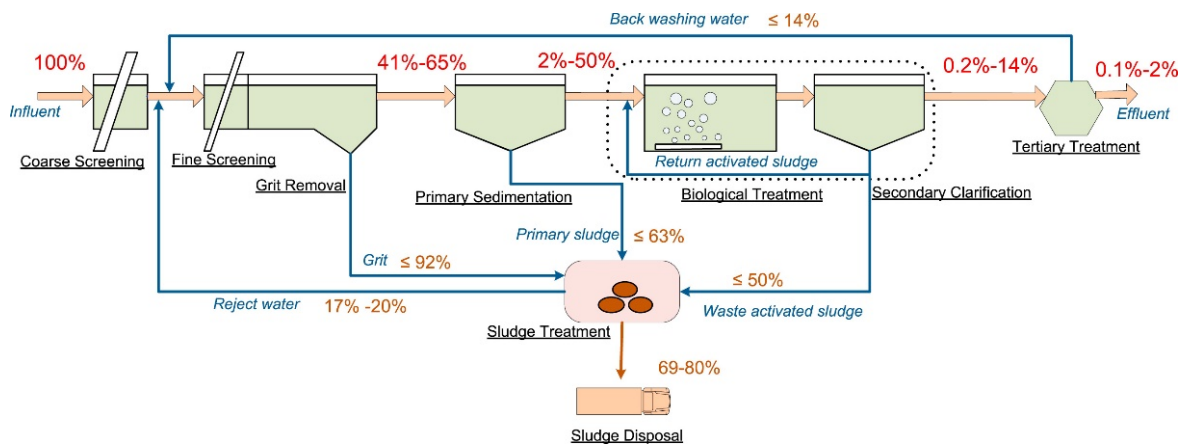 Back washing water ≤ 14%
100%
41%-65%
2%-50%
0.2%-14%
0.1%-2%
Influent
Effluent
Coarse Screening
Fine Screening
Grit Removal
Primary Sedimentation
Return activated sludge
Biological Treatment
Secondary Clarification
Tertiary Treatment
Primary sludge ≤ 63%
Grit ≤ 92%
≤ 50%
Reject water 17% -20%
Waste activated sludge
Sludge Treatment
69-80%
Sludge Disposal